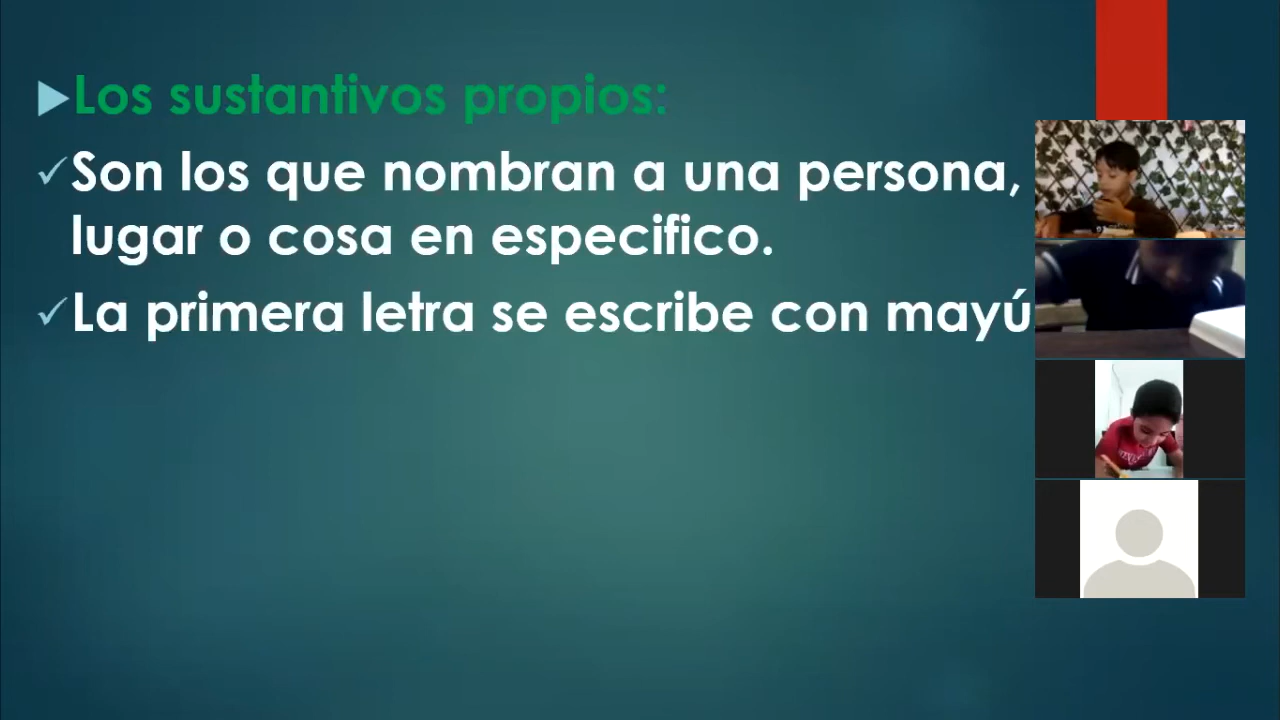 Los sustantivos propios:
Son los que nombran a una persona,
lugar o cosa en especifico.
La primera letra se escribe con mayú